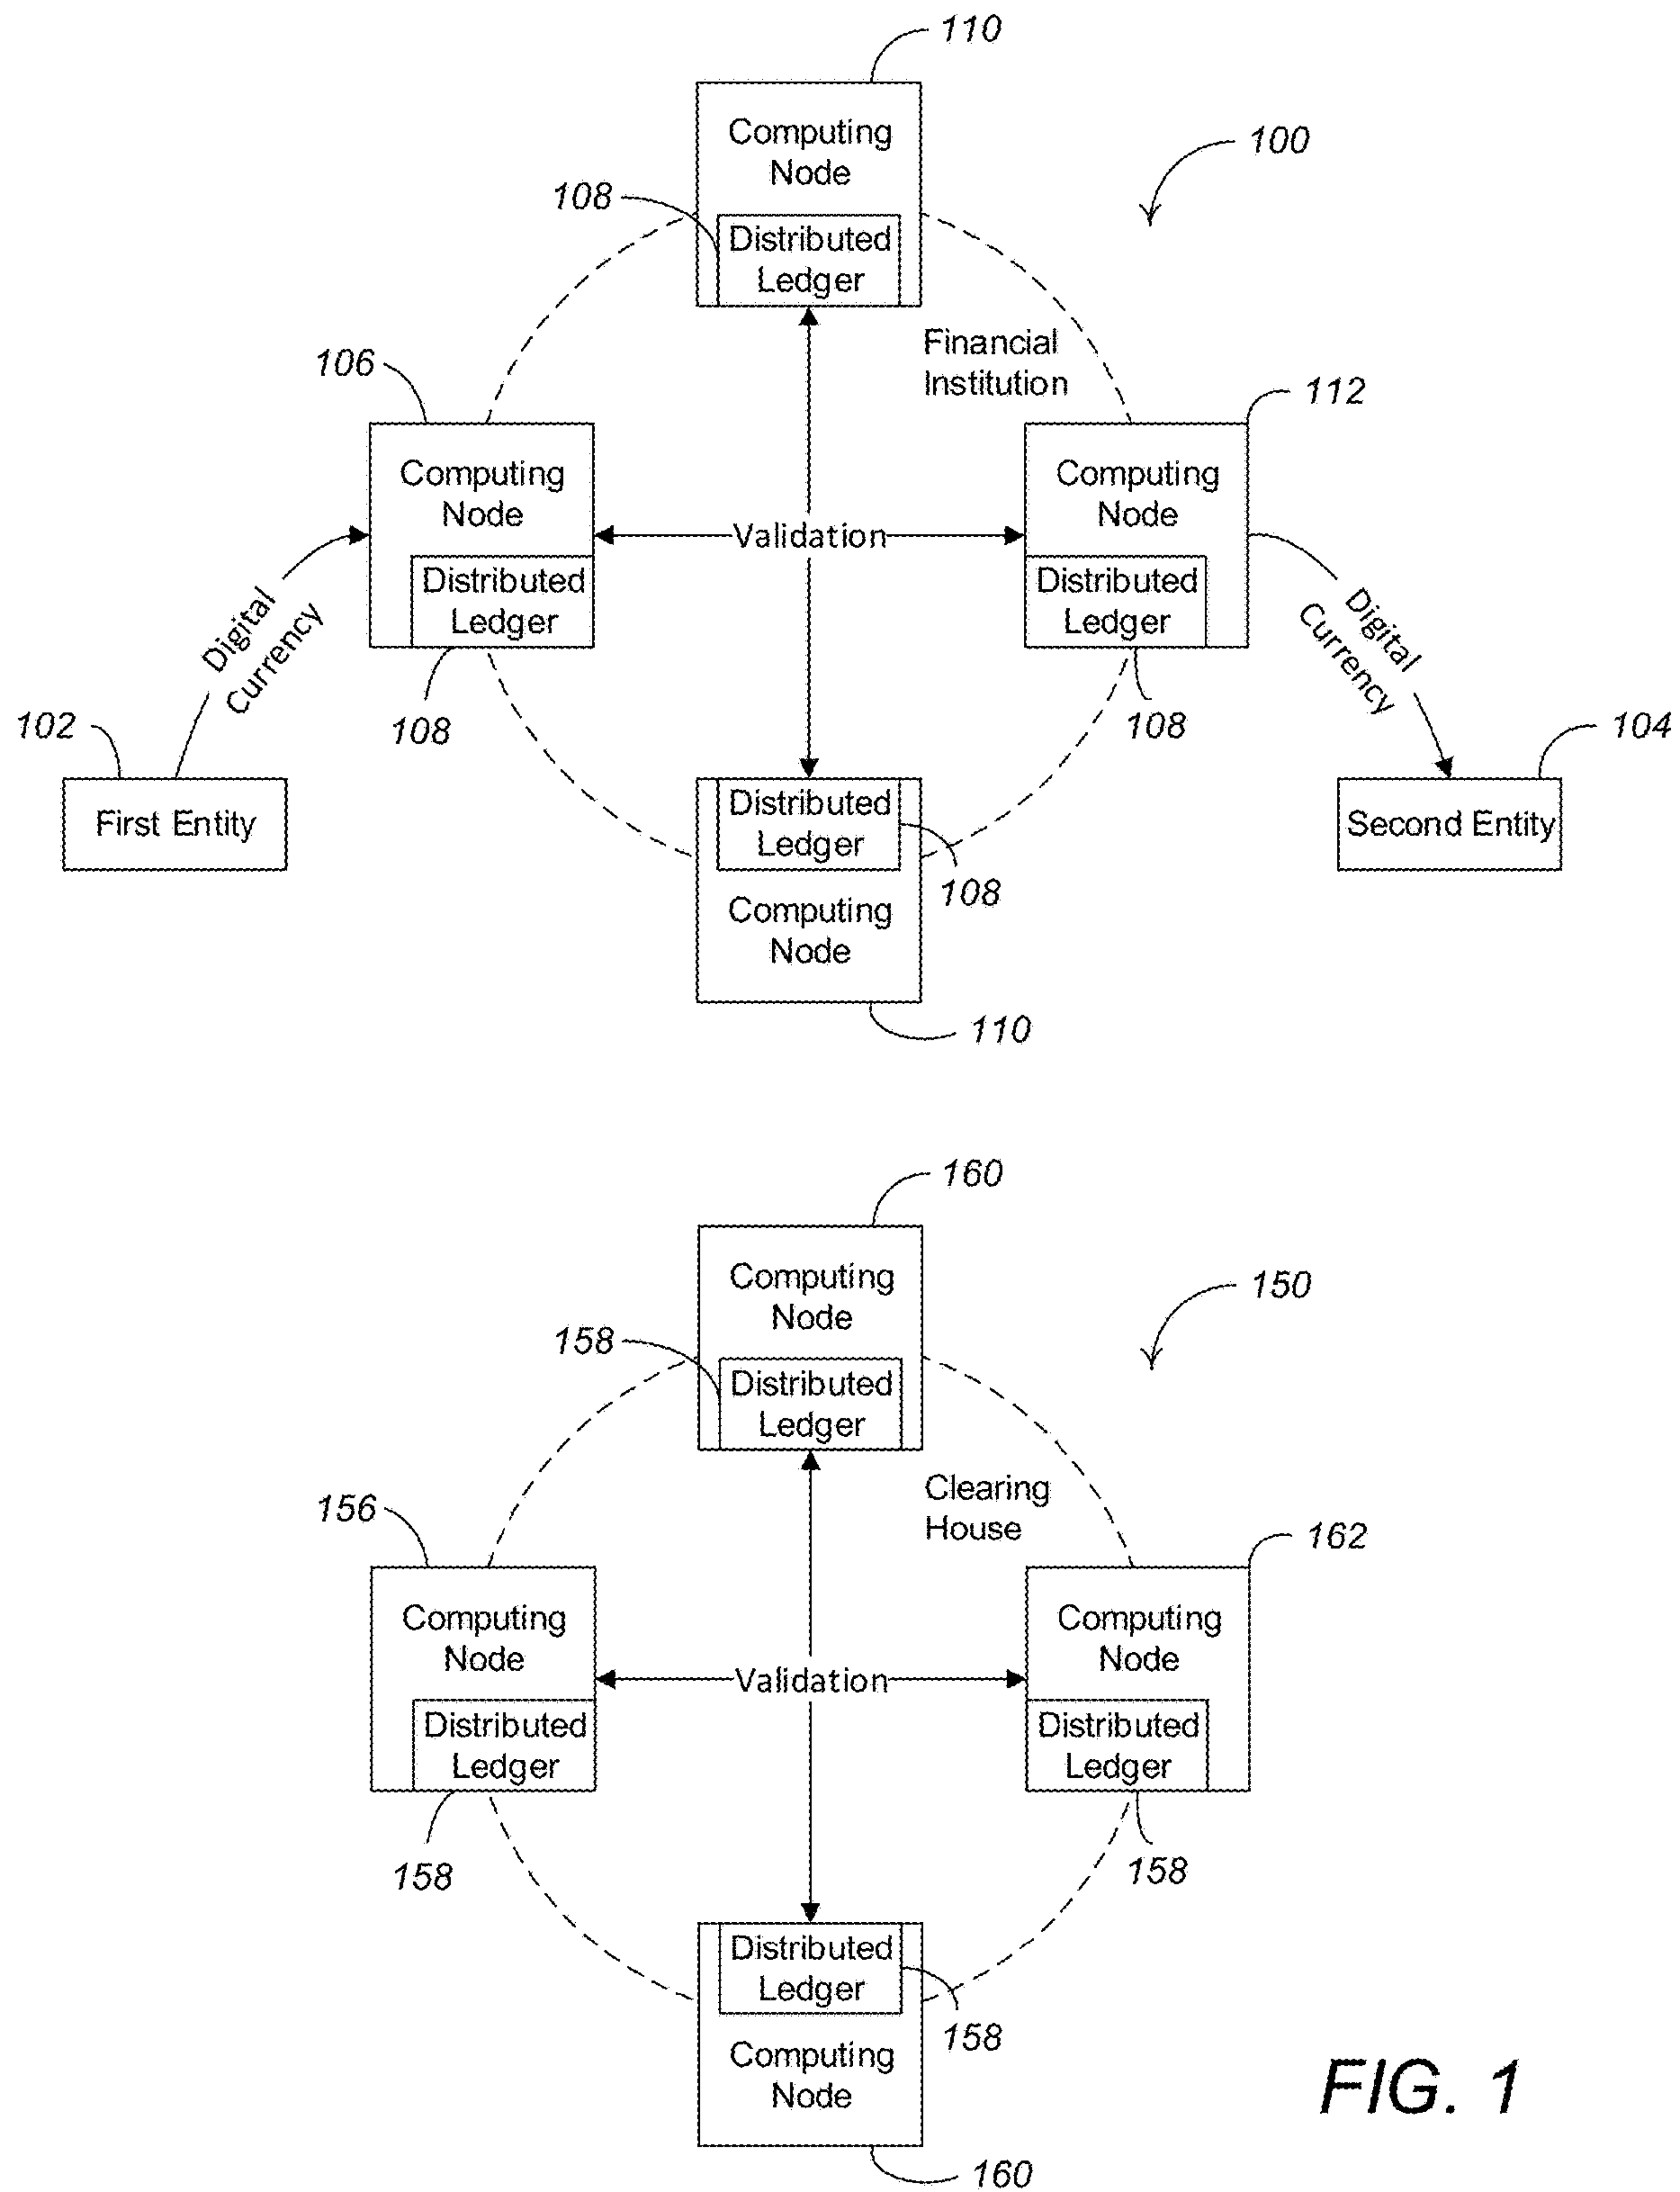 110
Computing
Node
100
108
Distributed
Ledger
Financial
Institution
106
112
Computing
Node
Computing
Node
Validation
Distributed
Ledger
Distributed
Ledger
Digital
Currency
Digital
Currency
108
108
102
104
First Entity
Second Entity
Distributed
Ledger
108
Computing
Node
110
160
Computing
Node
150
158
Distributed
Ledger
Clearing
House
156
162
Computing
Node
Computing
Node
Validation
Distributed
Ledger
Distributed
Ledger
158
158
Distributed
Ledger
158
Computing
Node
160
FIG. 1